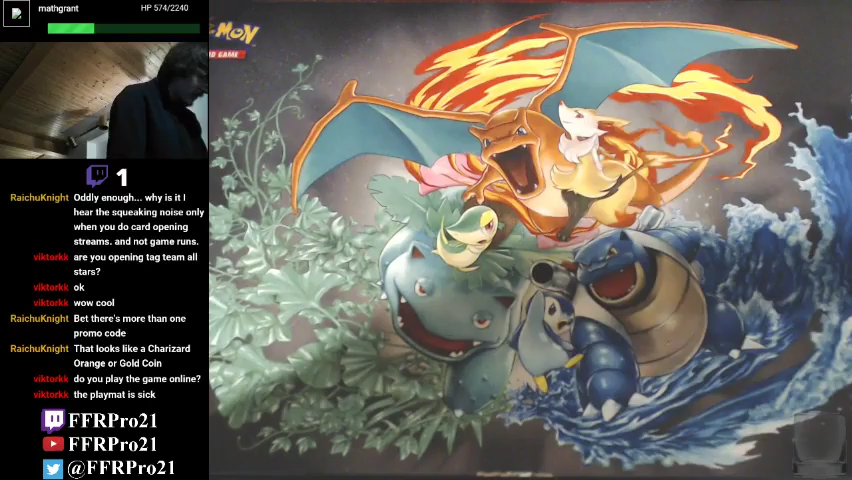 mathgrant
HP 574/2240
MON
RD GAME
1
RaichuKnight Oddly enough... why is it I
hear the squeaking noise only
when you do card opening
streams. and not game runs.
viktorkk are you opening tag team all
stars?
viktorkk ok
viktorkk wow cool
RaichuKnight Bet there's more than one
promo code
RaichuKnight That looks like a Charizard
Orange or Gold Coin
viktorkk do you play the game online?
viktorkk the playmat is sick
FFRPro21
FFRPro21
@FFRPro21